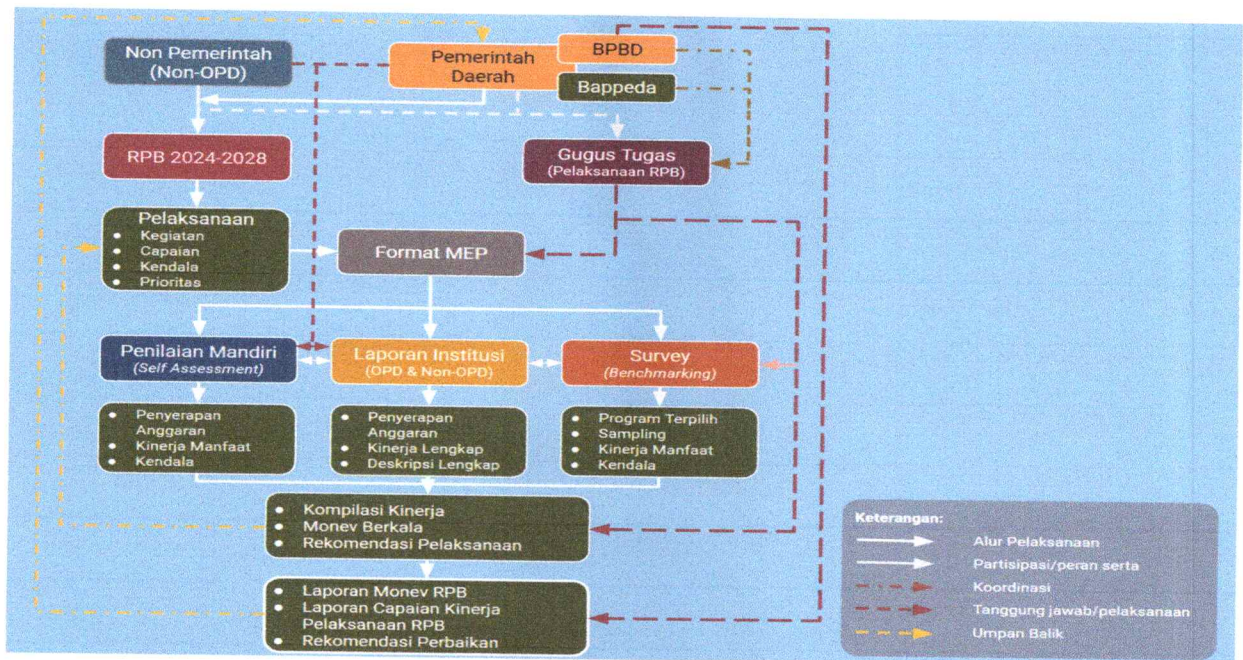 Non Pemerintah
(Non-OPD)
Pemerintah
Daerah
BPBD
Bappeda
RPB 2024-2028
Gugus Tugas
(Pelaksanaan RPB)
Pelaksanaan
● Kegiatan
● Capaian
● Kendala
● Prioritas
Format MEP
Penilaian Mandiri
(Self Assessment)
Laporan Institusi
(OPD & Non-OPD)
Survey
(Benchmarking)
● Penyerapan
Anggaran
● Kinerja Manfaat
● Kendala
● Penyerapan
Anggaran
● Kinerja Lengkap
● Deskripsi Lengkap
● Program Terpilih
● Sampling
● Kinerja Manfaat
● Kendala
● Kompilasi Kinerja
● Monev Berkala
● Rekomendasi Pelaksanaan
● Laporan Monev RPB
● Laporan Capaian Kinerja
Pelaksanaan RPB
● Rekomendasi Perbaikan
Keterangan:
Alur Pelaksanaan
Partisipasi/peran serta
Koordinasi
Tanggung jawab/pelaksanaan
Umpan Balik